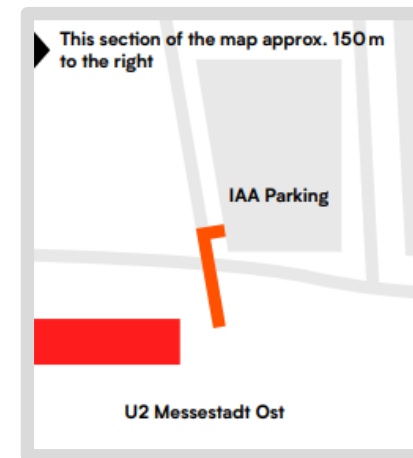 This section of the map approx. 150 m
to the right
IAA Parking
U2 Messestadt Ost